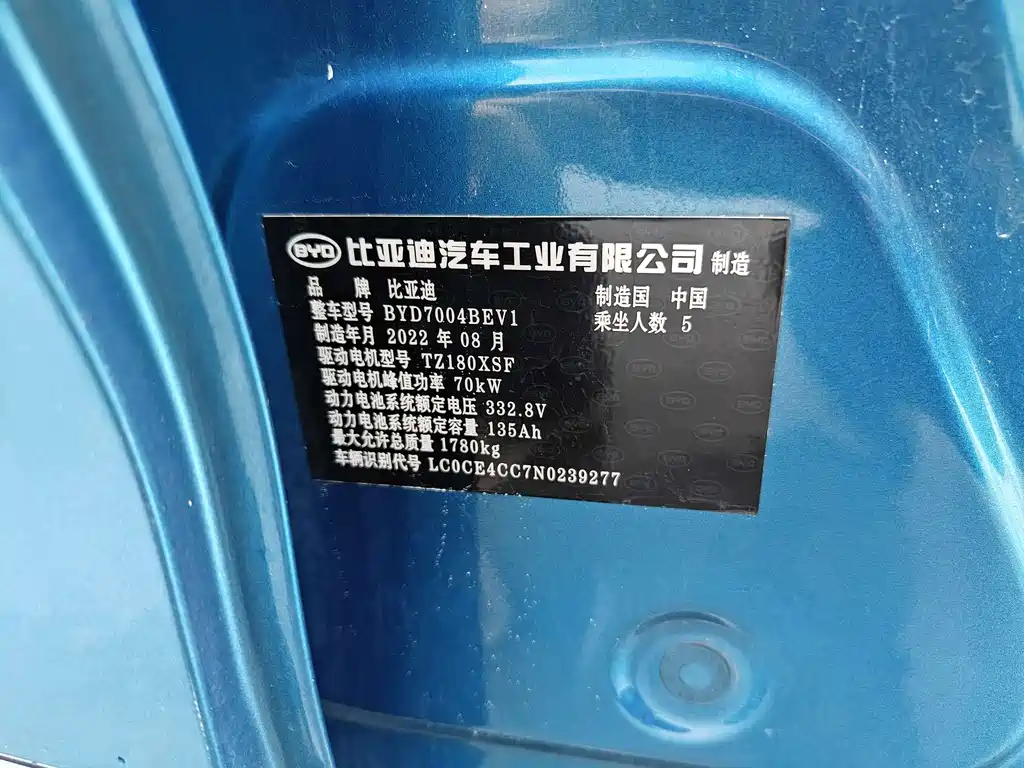 BYD 比亚迪汽车工业有限公司 制造
品 牌 比亚迪 制造国 中国
整车型号 BYD7004BEV1 乘坐人数 5
制造年月 2022 年 08 月
驱动电机型号 TZ180XSF
驱动电机峰值功率 70kW
动力电池系统额定电压 332.8V
动力电池系统额定容量 135Ah
最大允许总质量 1780kg
车辆识别代号 LC0CE4CC7N0239277